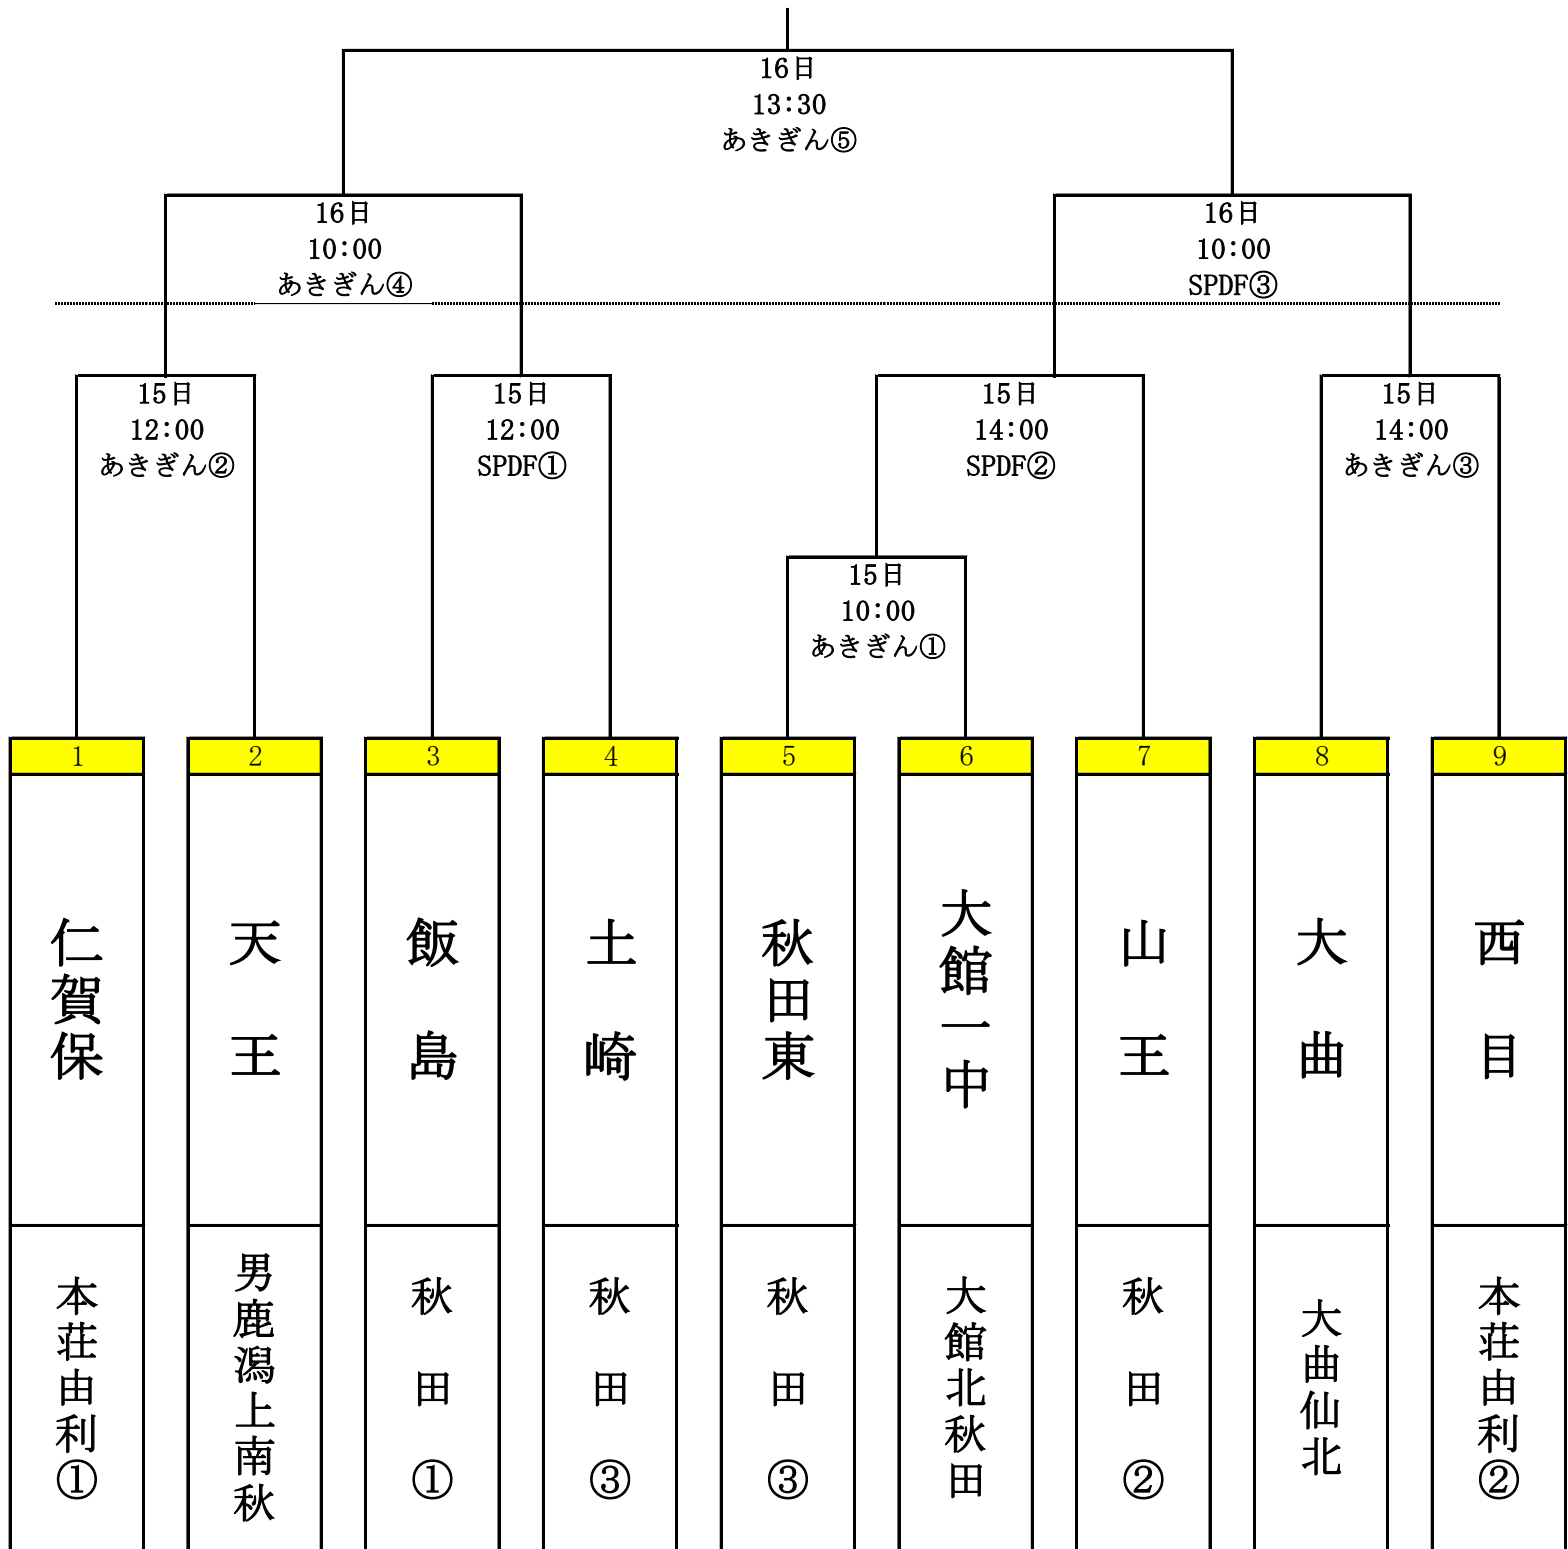 16日
13:30
あきぎん⑤
16日
10:00
あきぎん④
16日
10:00
SPDF③
15日
12:00
あきぎん②
15日
12:00
SPDF①
15日
14:00
SPDF②
15日
14:00
あきぎん③
15日
10:00
あきぎん①
1
2
3
4
5
6
7
8
9
仁賀保
天王
飯島
土崎
秋田東
大館一中
山王
大曲
西目
本荘由利①
男鹿潟上南秋
秋田①
秋田③
秋田③
大館北秋田
秋田②
大曲仙北
本荘由利②